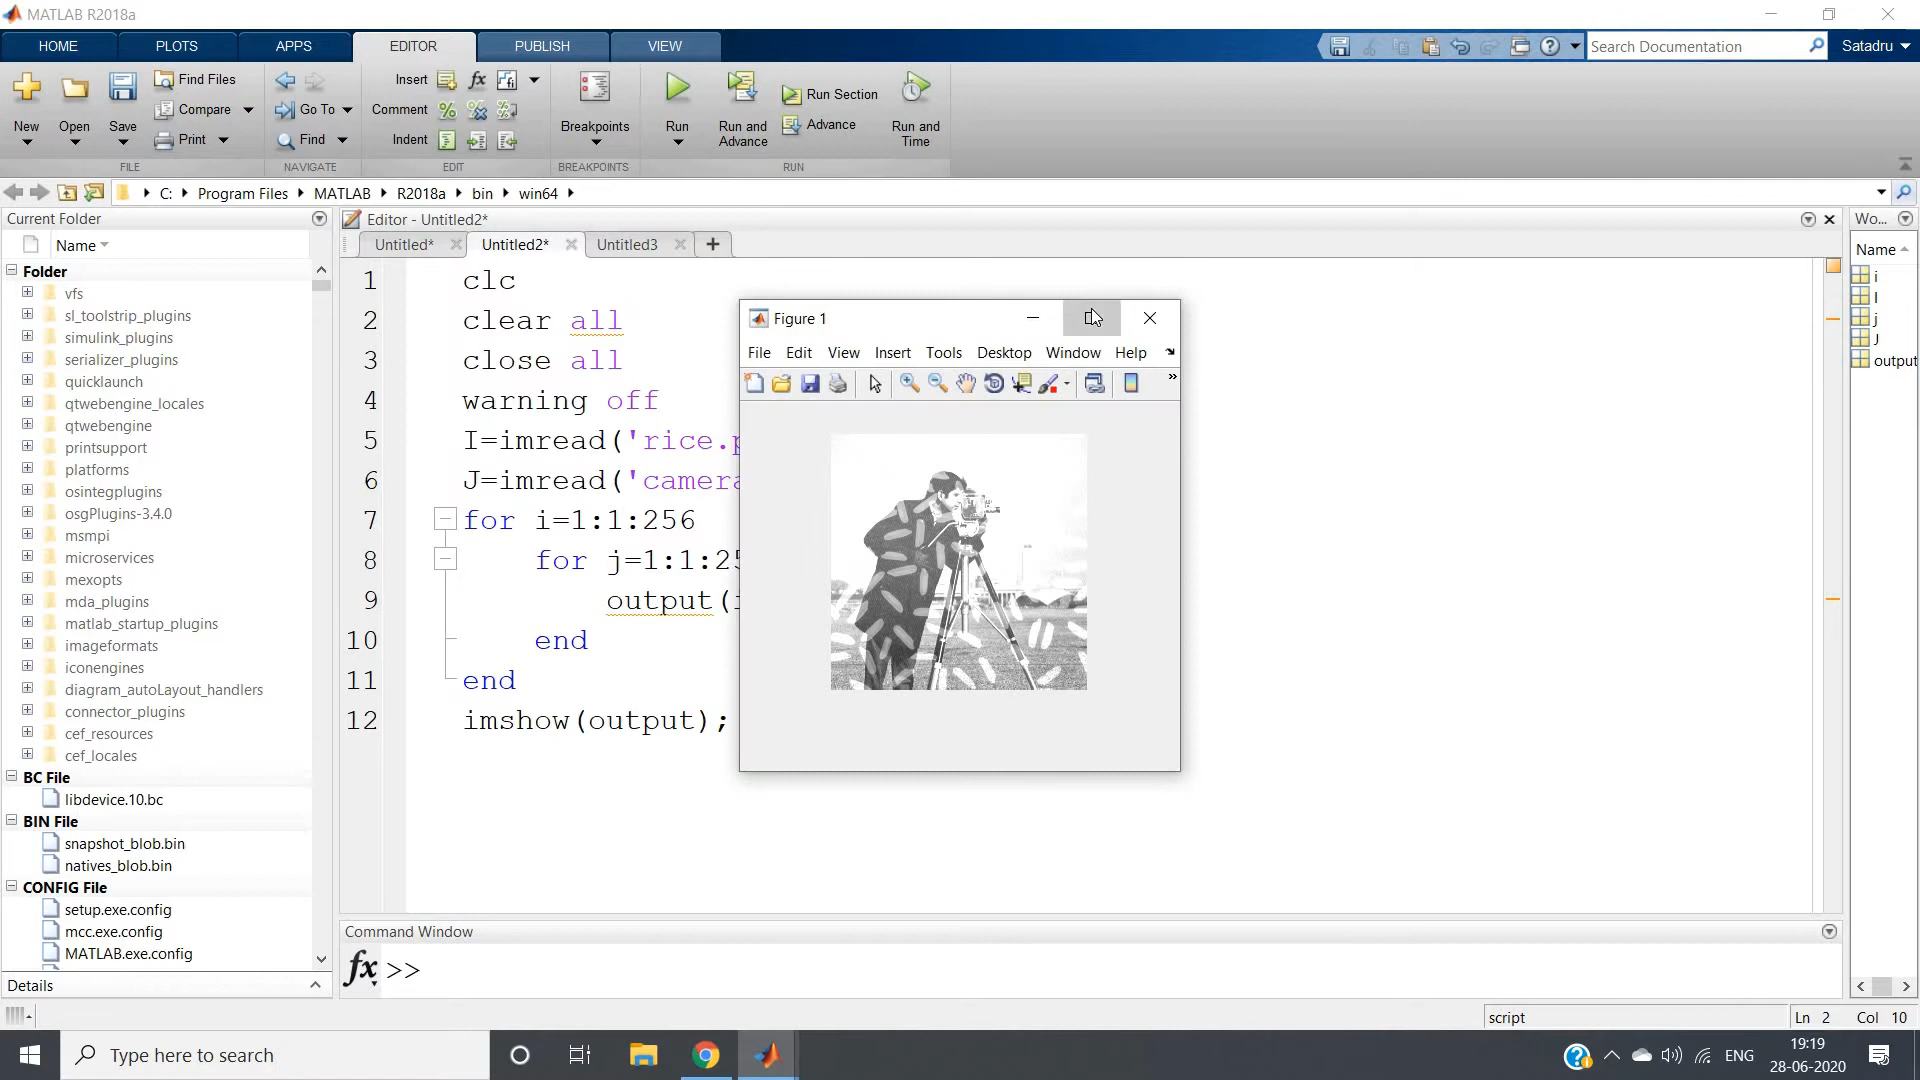 MATLAB R2018a
HOME PLOTS APPS EDITOR PUBLISH VIEW Search Documentation Satadru
New Open Save Find Files Compare Print
Go To Find
Insert Comment Indent
fx
Breakpoints Run Run and Advance Run Section Advance Run and Time
FILE NAVIGATE EDIT BREAKPOINTS RUN
C: Program Files MATLAB R2018a bin win64
Current Folder
Name
Folder
vfs
sl_toolstrip_plugins
simulink_plugins
serializer_plugins
quicklaunch
qtwebengine_locales
qtwebengine
printsupport
platforms
osintegplugins
osgPlugins-3.4.0
msmpi
microservices
mexopts
mda_plugins
matlab_startup_plugins
imageformats
iconengines
diagram_autoLayout_handlers
connector_plugins
cef_resources
cef_locales
BC File
libdevice.10.bc
BIN File
snapshot_blob.bin
natives_blob.bin
CONFIG File
setup.exe.config
mcc.exe.config
MATLAB.exe.config
Details
Editor - Untitled2*
Untitled* Untitled2* Untitled3
1 clc
2 clear all
3 close all
4 warning off
5 I=imread('rice.p
6 J=imread('camera
7 for i=1:1:256
8 for j=1:1:25
9 output(i
10 end
11 end
12 imshow(output);
Figure 1
File Edit View Insert Tools Desktop Window Help
Wo...
Name
i
I
j
J
output
Command Window
fx >>
script Ln 2 Col 10
Type here to search
ENG
19:19
28-06-2020